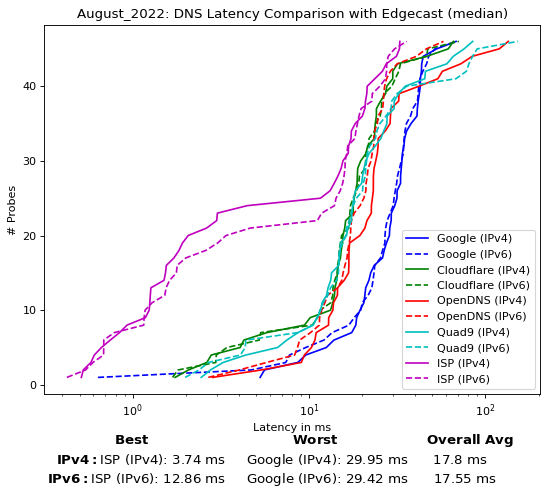 August_2022: DNS Latency Comparison with Edgecast (median)
# Probes
40
30
20
10
0
Google (IPv4)
Google (IPv6)
Cloudflare (IPv4)
Cloudflare (IPv6)
OpenDNS (IPv4)
OpenDNS (IPv6)
Quad9 (IPv4)
Quad9 (IPv6)
ISP (IPv4)
ISP (IPv6)
10⁰ 10¹ 10²
Latency in ms
Best Worst Overall Avg
IPv4: ISP (IPv4): 3.74 ms Google (IPv4): 29.95 ms 17.8 ms
IPv6: ISP (IPv6): 12.86 ms Google (IPv6): 29.42 ms 17.55 ms